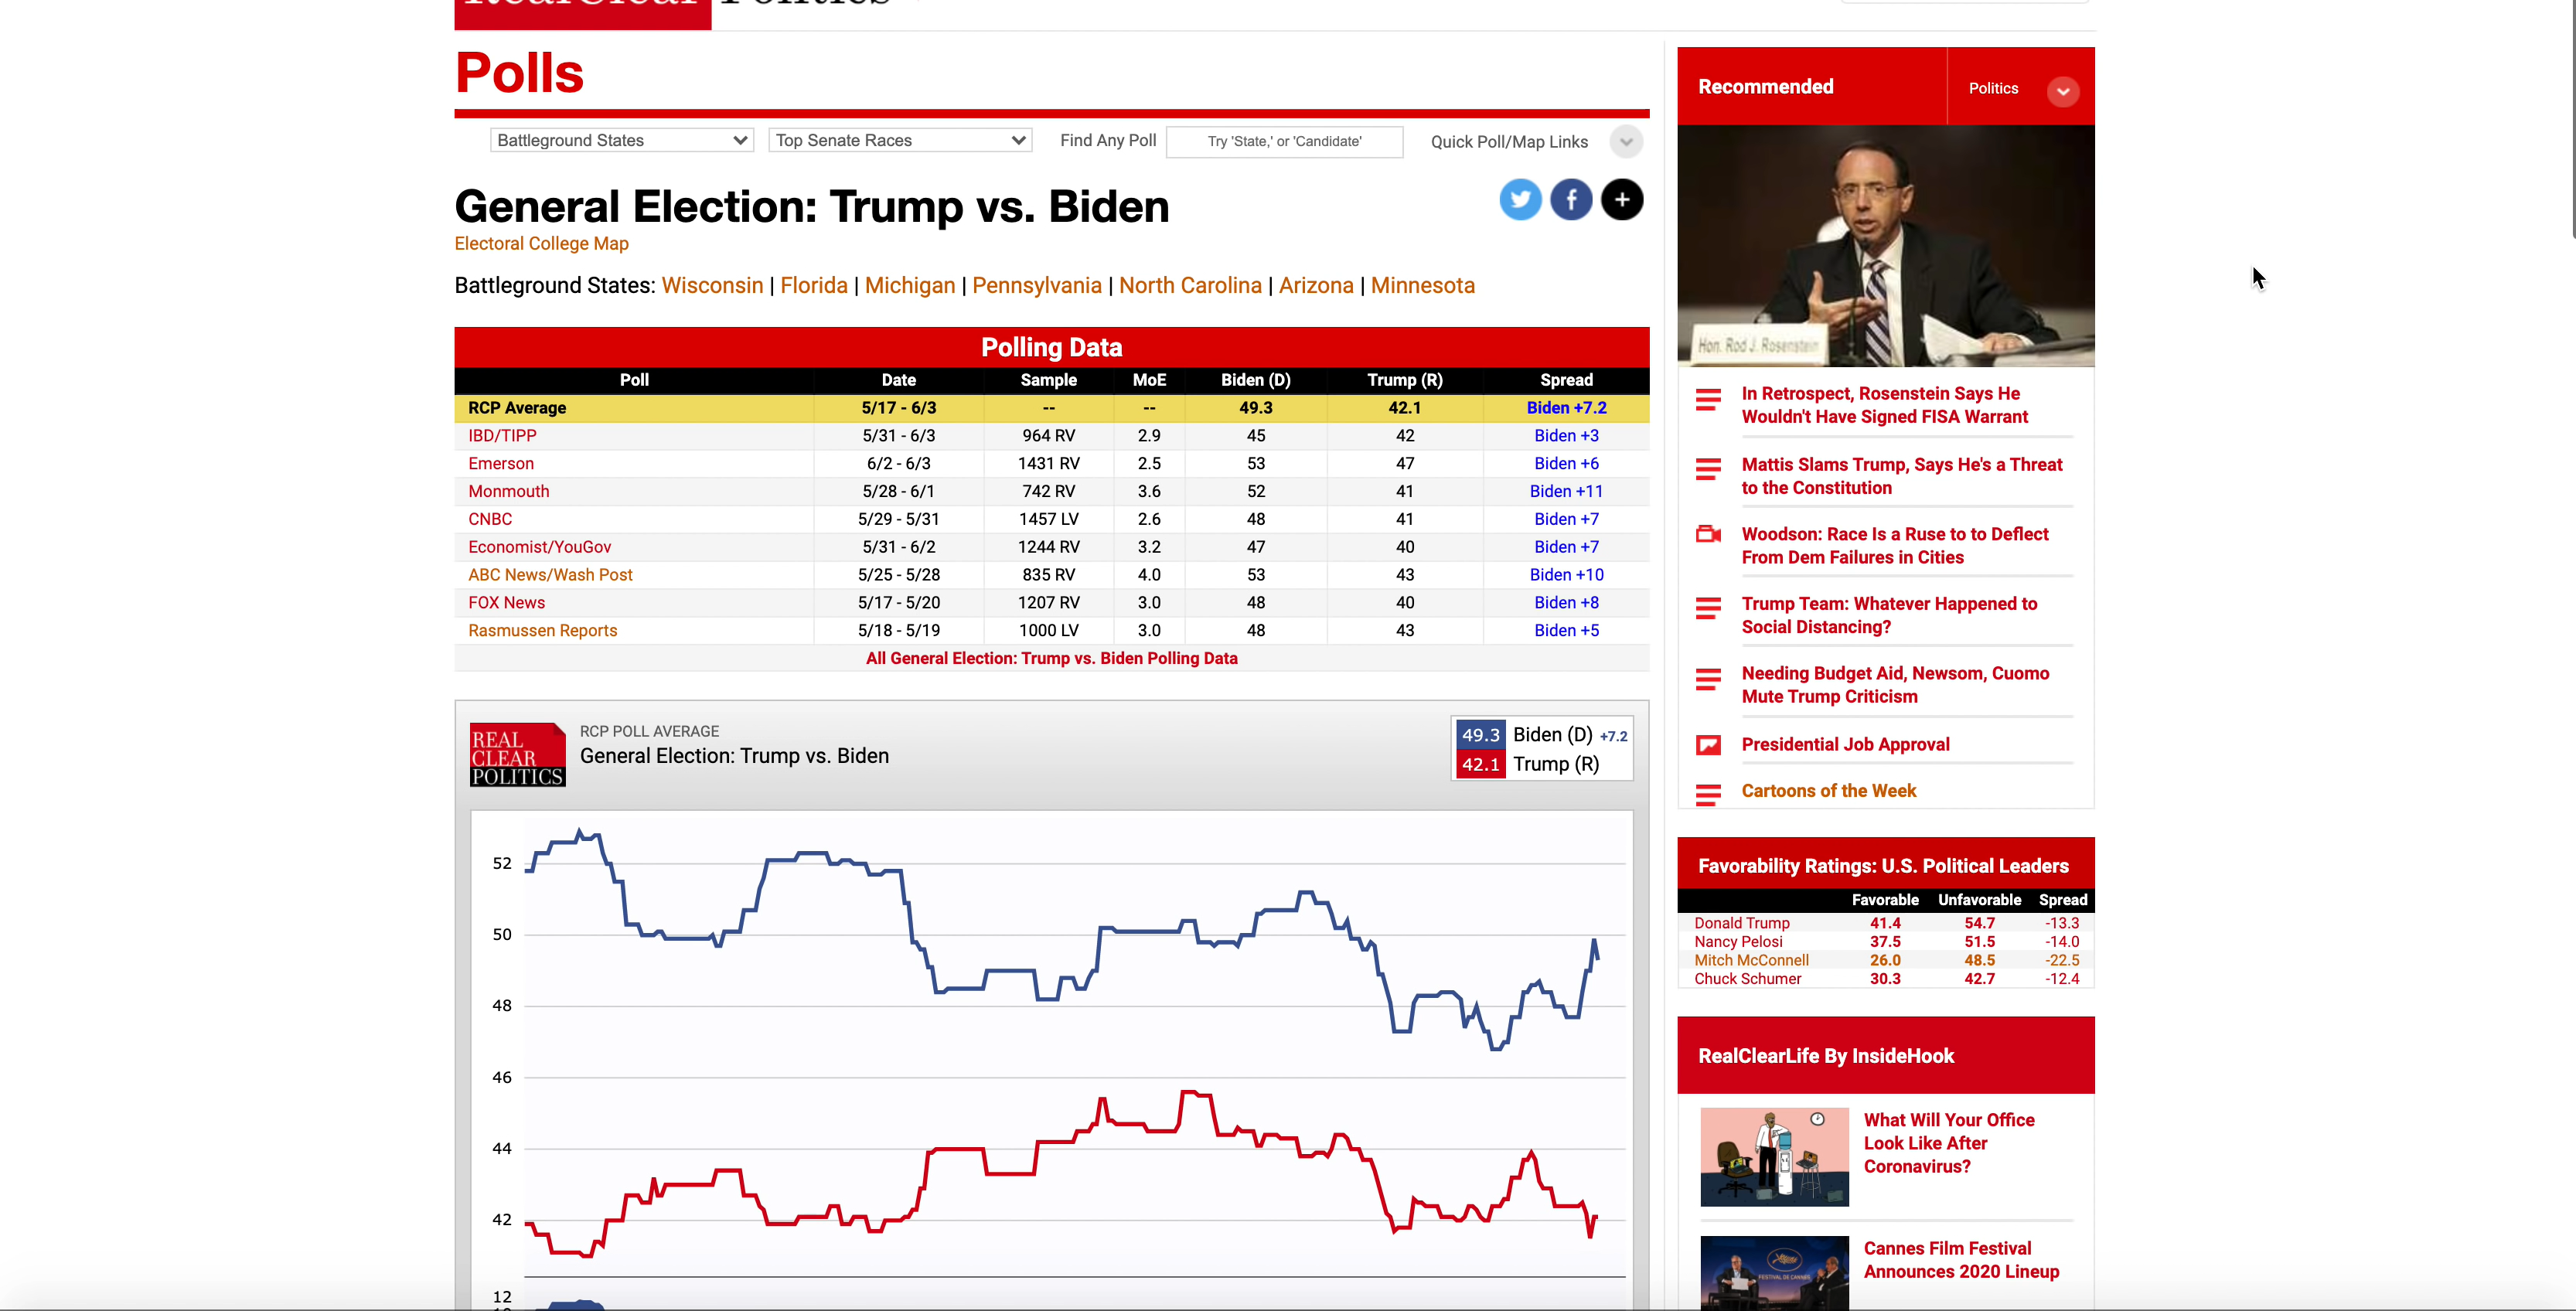 Polls
Battleground States
Top Senate Races
Find Any Poll
Try 'State,' or 'Candidate'
Quick Poll/Map Links
General Election: Trump vs. Biden
Electoral College Map
Battleground States: Wisconsin | Florida | Michigan | Pennsylvania | North Carolina | Arizona | Minnesota
Polling Data
Poll Date Sample MoE Biden (D) Trump (R) Spread
RCP Average 5/17 - 6/3 -- -- 49.3 42.1 Biden +7.2
IBD/TIPP 5/31 - 6/3 964 RV 2.9 45 42 Biden +3
Emerson 6/2 - 6/3 1431 RV 2.5 53 47 Biden +6
Monmouth 5/28 - 6/1 742 RV 3.6 52 41 Biden +11
CNBC 5/29 - 5/31 1457 LV 2.6 48 41 Biden +7
Economist/YouGov 5/31 - 6/2 1244 RV 3.2 47 40 Biden +7
ABC News/Wash Post 5/25 - 5/28 835 RV 4.0 53 43 Biden +10
FOX News 5/17 - 5/20 1207 RV 3.0 48 40 Biden +8
Rasmussen Reports 5/18 - 5/19 1000 LV 3.0 48 43 Biden +5
All General Election: Trump vs. Biden Polling Data
REAL
CLEAR
POLITICS
RCP POLL AVERAGE
General Election: Trump vs. Biden
49.3 Biden (D) +7.2
42.1 Trump (R)
52
50
48
46
44
42
12
Recommended
Politics
Hon. Rod J. Rosenstein
In Retrospect, Rosenstein Says He
Wouldn't Have Signed FISA Warrant
Mattis Slams Trump, Says He's a Threat
to the Constitution
Woodson: Race Is a Ruse to to Deflect
From Dem Failures in Cities
Trump Team: Whatever Happened to
Social Distancing?
Needing Budget Aid, Newsom, Cuomo
Mute Trump Criticism
Presidential Job Approval
Cartoons of the Week
Favorability Ratings: U.S. Political Leaders
Favorable Unfavorable Spread
Donald Trump 41.4 54.7 -13.3
Nancy Pelosi 37.5 51.5 -14.0
Mitch McConnell 26.0 48.5 -22.5
Chuck Schumer 30.3 42.7 -12.4
RealClearLife By InsideHook
What Will Your Office
Look Like After
Coronavirus?
FESTIVAL DE CANNES
Cannes Film Festival
Announces 2020 Lineup